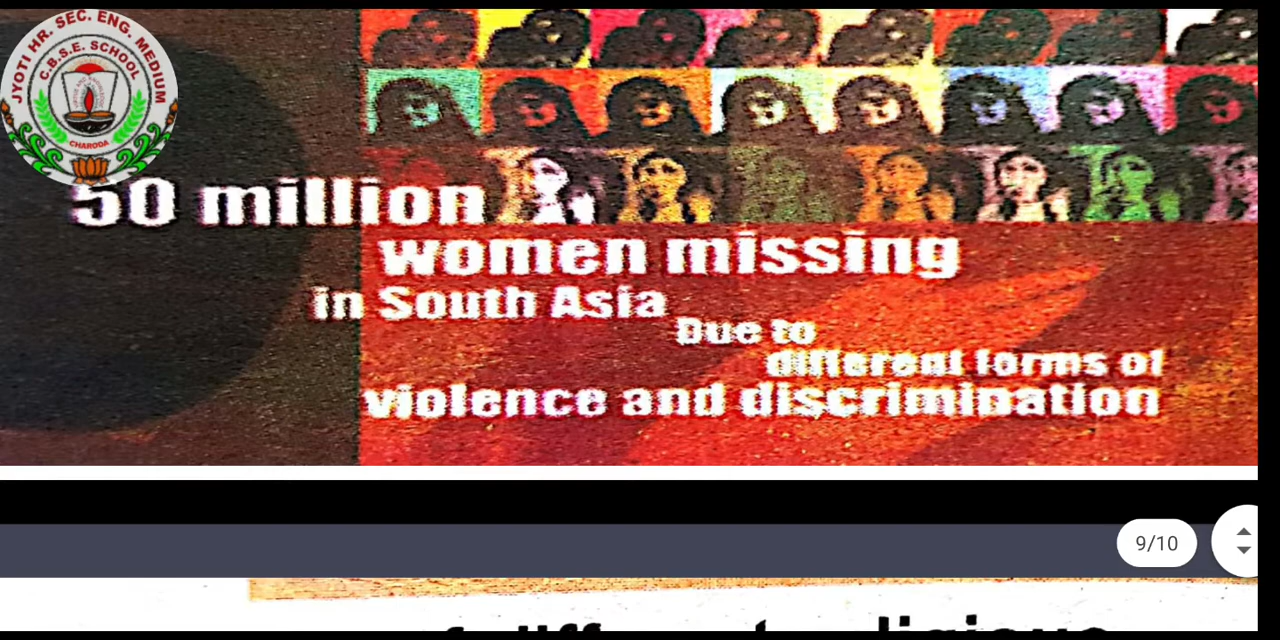 JYOTI HR. SEC. ENG. MEDIUM
C.B.S.E. SCHOOL
CHARODA
50 million
women missing
in South Asia
Due to
different forms of
violence and discrimination
9/10